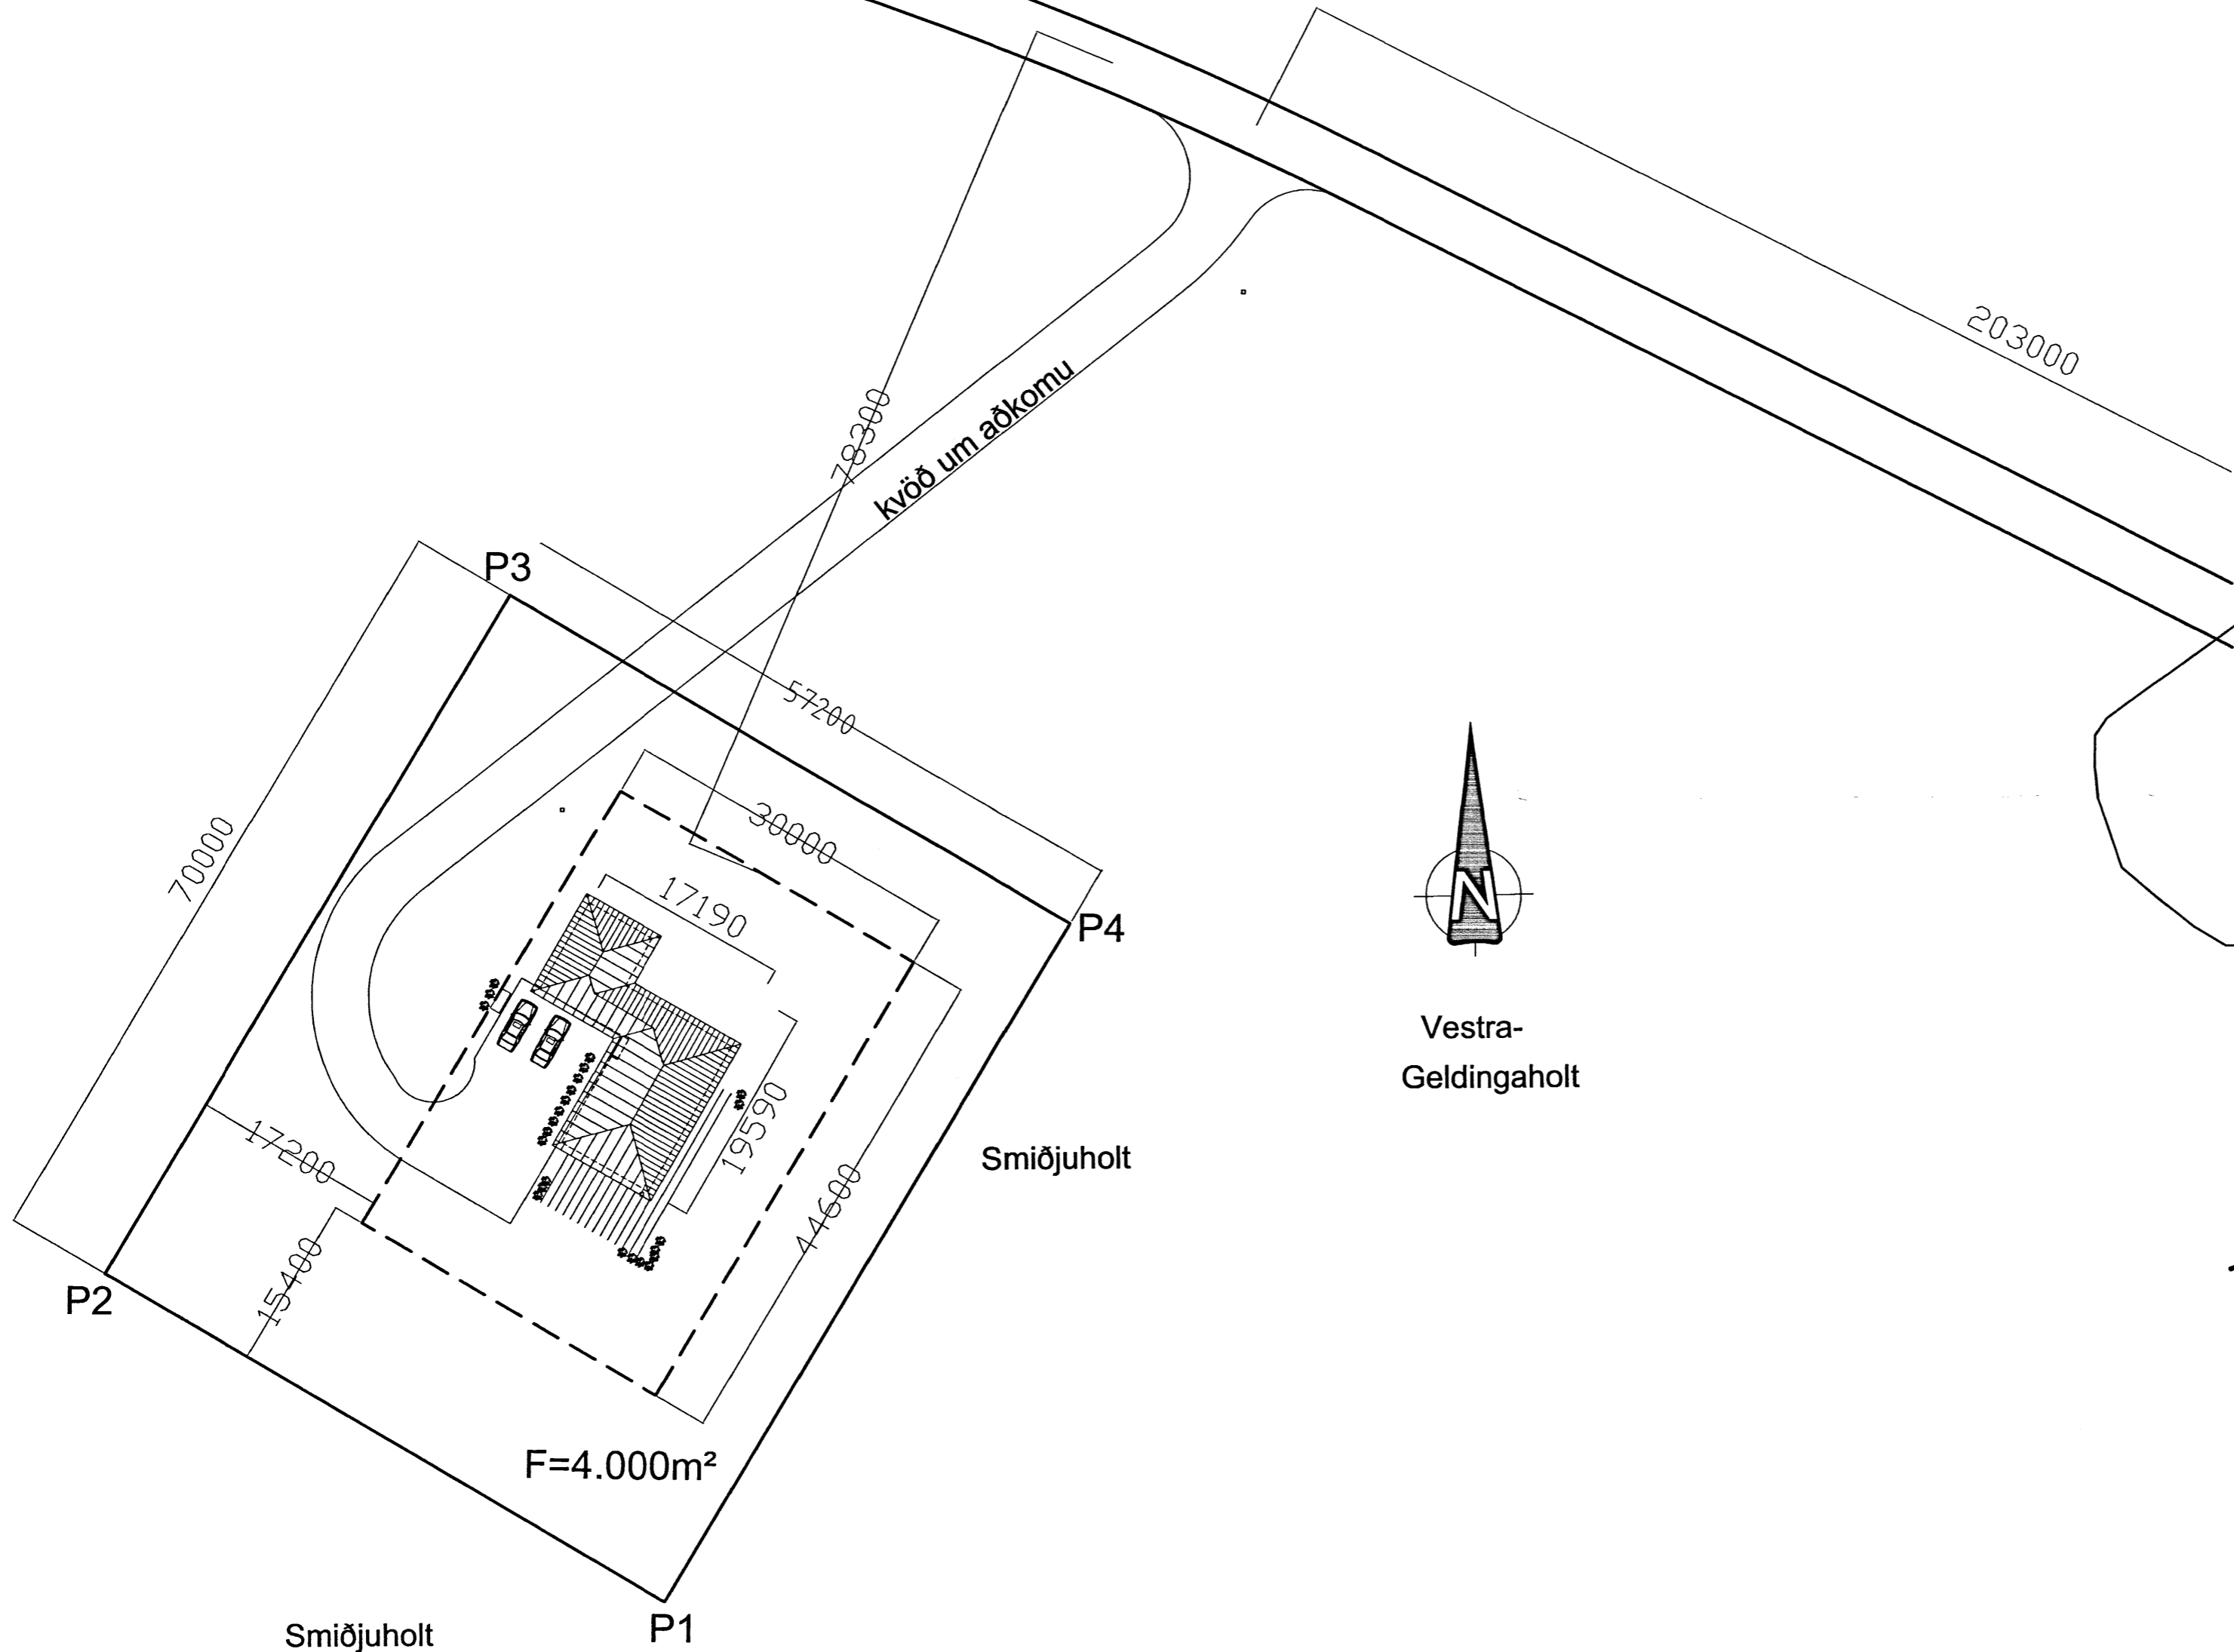 203000
78300
kvöð um aðkomu
P3
57200
70000
30000
17190
P4
N
Vestra-
Geldingaholt
19590
Smiðjuholt
17200
44600
15400
P2
F=4.000m²
P1
Smiðjuholt